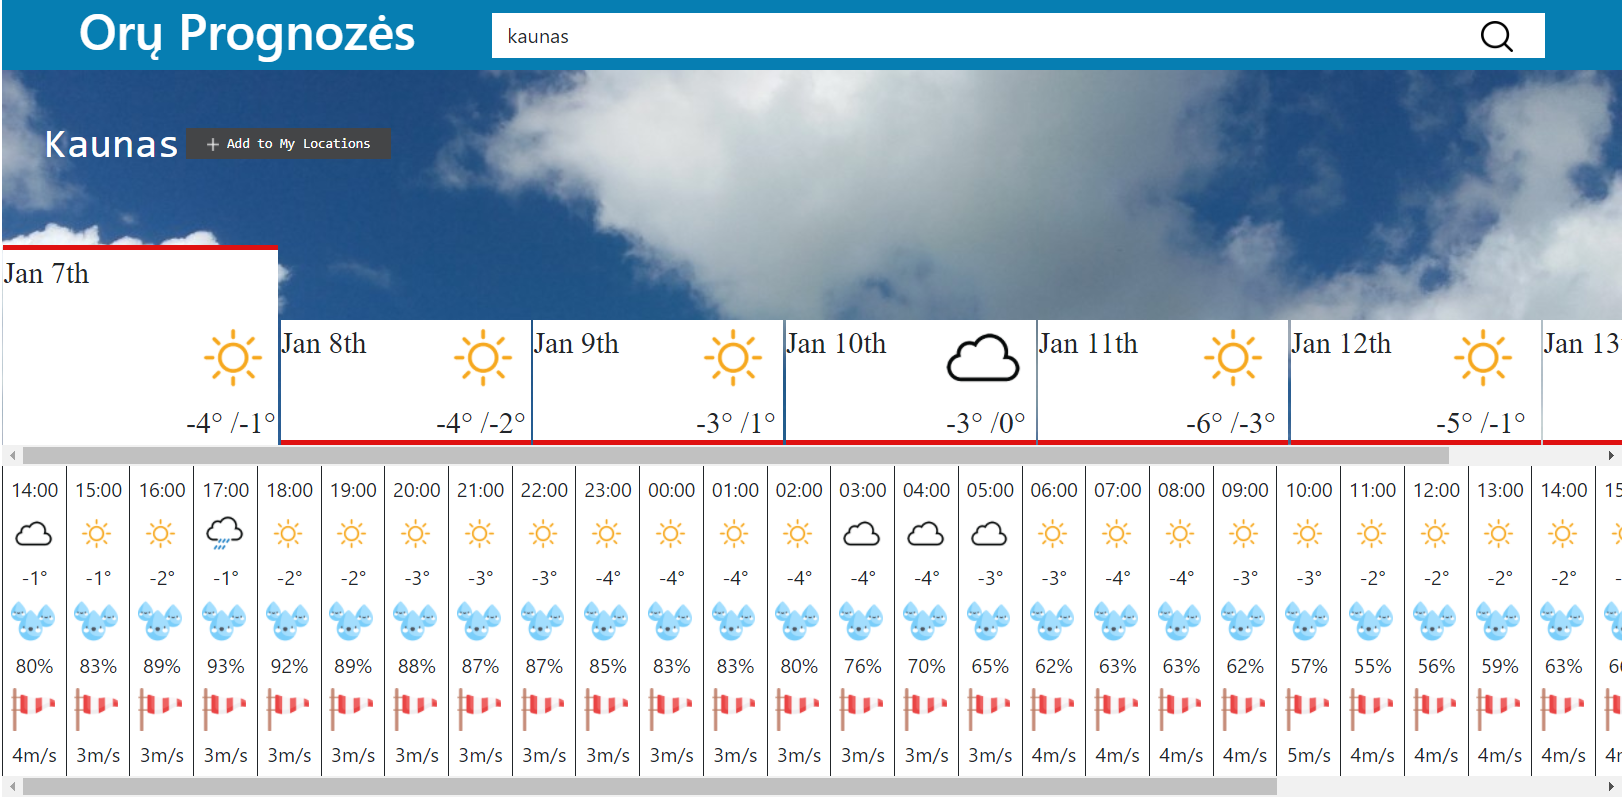 Orų Prognozės
kaunas
Kaunas
+ Add to My Locations
Jan 7th
-4° /-1°
Jan 8th
-4° /-2°
Jan 9th
-3° /1°
Jan 10th
-3° /0°
Jan 11th
-6° /-3°
Jan 12th
-5° /-1°
Jan 13
14:00 15:00 16:00 17:00 18:00 19:00 20:00 21:00 22:00 23:00 00:00 01:00 02:00 03:00 04:00 05:00 06:00 07:00 08:00 09:00 10:00 11:00 12:00 13:00 14:00
-1° -1° -2° -1° -2° -2° -3° -3° -3° -4° -4° -4° -4° -4° -4° -3° -3° -4° -4° -3° -3° -2° -2° -2° -2°
80% 83% 89% 93% 92% 89% 88% 87% 87% 85% 83% 83% 80% 76% 70% 65% 62% 63% 63% 62% 57% 55% 56% 59% 63%
4m/s 3m/s 3m/s 3m/s 3m/s 3m/s 3m/s 3m/s 3m/s 3m/s 3m/s 3m/s 3m/s 3m/s 3m/s 3m/s 4m/s 4m/s 4m/s 4m/s 5m/s 4m/s 4m/s 4m/s 4m/s